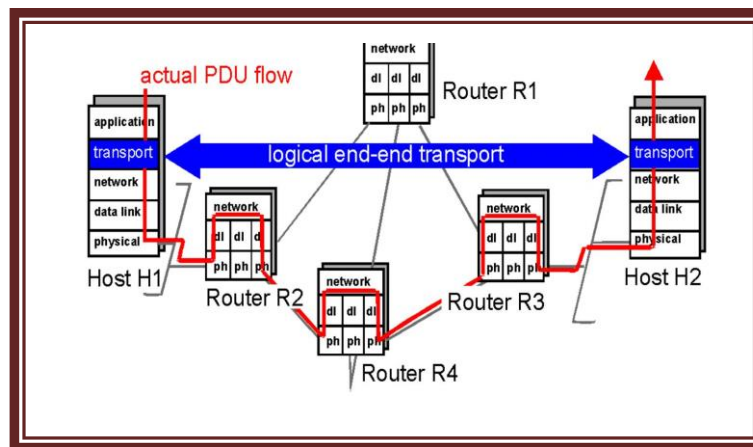 network
dl dl dl
ph ph ph
Router R1
actual PDU flow
application
transport
network
data link
physical
Host H1
logical end-end transport
application
transport
network
data link
physical
Host H2
network
dl dl dl
ph ph ph
Router R2
network
dl dl dl
ph ph ph
Router R3
network
dl dl dl
ph ph ph
Router R4